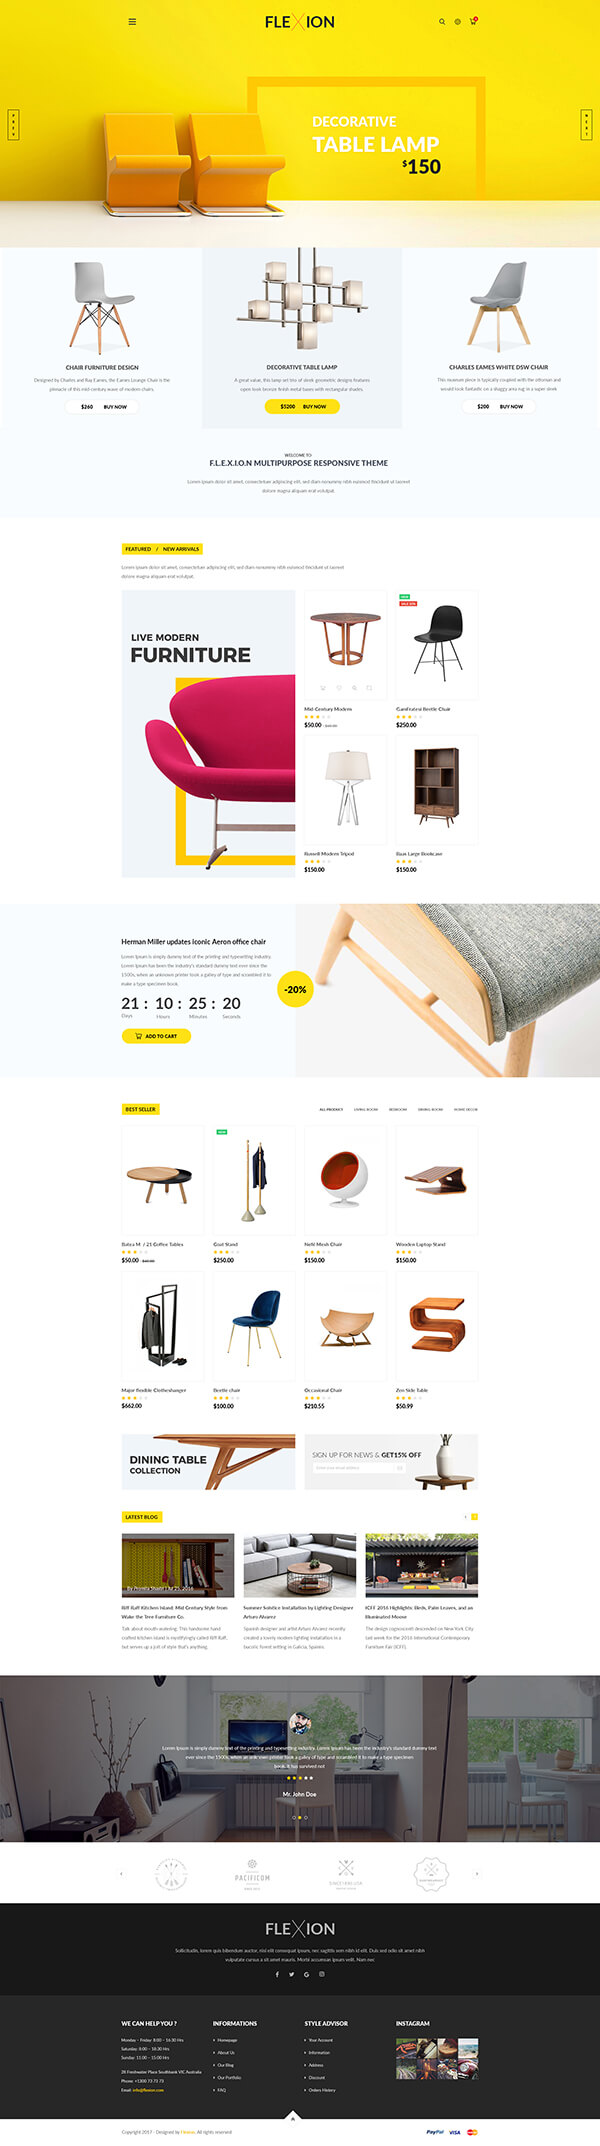 FLEXION
PREV
NEXT
DECORATIVE
TABLE LAMP
$150
CHAIR FURNITURE DESIGN
Designed by Charles and Ray Eames, the Eames Lounge Chair is the
pinnacle of this mid-century wave of modern chairs.
$260 BUY NOW
DECORATIVE TABLE LAMP
A great value, this lamp set trio of sleek geometric designs features
open look bronze finish metal bases with rectangular shades.
$5200 BUY NOW
CHARLES EAMES WHITE DSW CHAIR
This museum piece is typically coupled with the ottoman and
would look fantastic on a shaggy area rug in a super sleek
$200 BUY NOW
WELCOME TO
F.L.E.X.I.O.N MULTIPURPOSE RESPONSIVE THEME
Lorem ipsum dolor sit amet, consectetuer adipiscing elit, sed diam nonummy nibh euismod tincidunt ut laoreet
dolore magna aliquam erat volutpat.
FEATURED / NEW ARRIVALS
Lorem ipsum dolor sit amet, consectetuer adipiscing elit, sed diam nonummy nibh euismod tincidunt ut laoreet
dolore magna aliquam erat volutpat.
LIVE MODERN
FURNITURE
Mid-Century Modern
$50.00
NEW
SALE
GamFratesi Beetle Chair
$250.00
Russell Modern Tripod
$150.00
Baxx Large Bookcase
$150.00
Herman Miller updates iconic Aeron office chair
Lorem Ipsum is simply dummy text of the printing and typesetting industry.
Lorem Ipsum has been the industry's standard dummy text ever since the
1500s, when an unknown printer took a galley of type and scrambled it to
make a type specimen book.
21 : 10 : 25 : 20
Days Hours Minutes Seconds
ADD TO CART
-20%
BEST SELLER
ALL PRODUCT LIVING ROOM BEDROOM DINING ROOM HOME DECOR
Batea M / 21 Coffee Tables
$50.00
NEW
Goat Stand
$250.00
Nelti Mesh Chair
$150.00
Wooden Laptop Stand
$150.00
Major flexible Clotheshanger
$662.00
Beetle chair
$100.00
Occasional Chair
$210.55
Zen Side Table
$50.99
DINING TABLE
COLLECTION
SIGN UP FOR NEWS & GET15% OFF
Enter your email address
LATEST BLOG
Riff Raff Kitchen Island: Mid Century Style from
Wake the Tree Furniture Co.
Talk about mouth-watering: This handsome hand
crafted kitchen island is mystifyingly called Riff Raff,
but serves up a jolt of style that's anything.
Summer Solstice Installation by Lighting Designer
Arturo Alvarez
Spanish designer and artist Arturo Alvarez recently
created a lovely modern lighting installation in a
bucolic forest setting in Galicia, Spain.
ICFF 2016 Highlights: Birds, Palm Leaves, and an
Illuminated Moose
The design cognoscenti descended on New York City
last week for the 2016 International Contemporary
Furniture Fair (ICFF).
Lorem Ipsum is simply dummy text of the printing and typesetting industry. Lorem Ipsum has been the industry's standard dummy text
ever since the 1500s, when an unknown printer took a galley of type and scrambled it to make a type specimen
book. It has survived not
Mr. John Doe
PACIFICOM
FLEXION
Sollicitudin, lorem quis bibendum auctor, nisi elit consequat ipsum, nec sagittis sem nibh id elit. Duis sed odio sit amet nibh
vulputate cursus a sit amet mauris. Morbi accumsan ipsum velit. Nam nec
WE CAN HELP YOU ?
Monday - Friday: 8:00 - 16:30 Hrs
Saturday: 8:00 - 18:30 Hrs
Sunday: 11:00 - 15:00 Hrs
28 Freshwater Place Southbank VIC Australia
Phone: +1300 73 73 73
Email: info@flexion.com
INFORMATIONS
Homepage
About Us
Our Blog
Our Portfolio
FAQ
STYLE ADVISOR
Your Account
Information
Address
Discount
Orders History
INSTAGRAM
Copyright 2017 - Designed by Flexion. All rights reserved
PayPal VISA